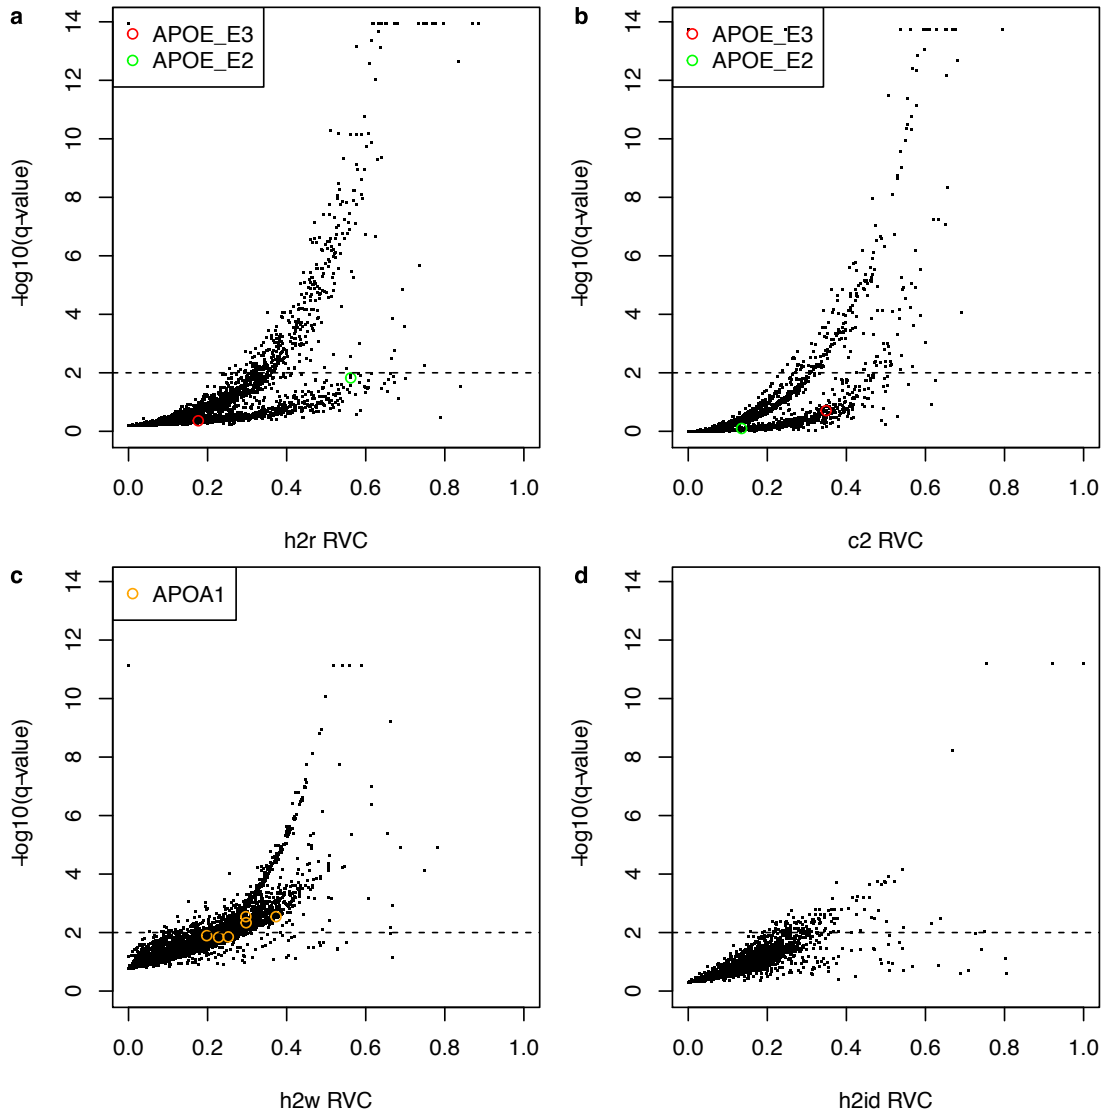 a
APOE_E3
APOE_E2
-log10(q-value)
0 2 4 6 8 10 12 14
0.0 0.2 0.4 0.6 0.8 1.0
h2r RVC
b
APOE_E3
APOE_E2
-log10(q-value)
0 2 4 6 8 10 12 14
0.0 0.2 0.4 0.6 0.8 1.0
c2 RVC
c
APOA1
-log10(q-value)
0 2 4 6 8 10 12 14
0.0 0.2 0.4 0.6 0.8 1.0
h2w RVC
d
-log10(q-value)
0 2 4 6 8 10 12 14
0.0 0.2 0.4 0.6 0.8 1.0
h2id RVC